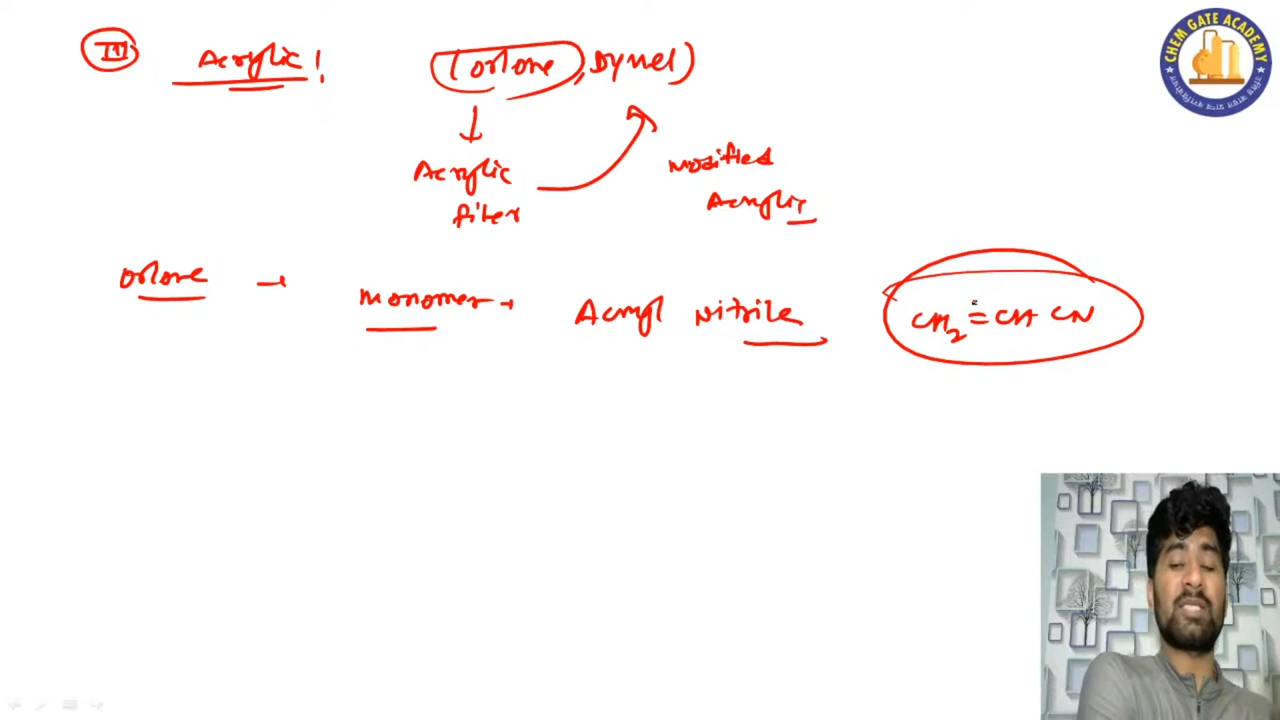 III Acrylic! (orlone, Dynel)
Acrylic
fiber
modified
Acrylic
Orlone → monomer → Acryl Nitrile CH2=CH CN
CHEM GATE ACADEMY